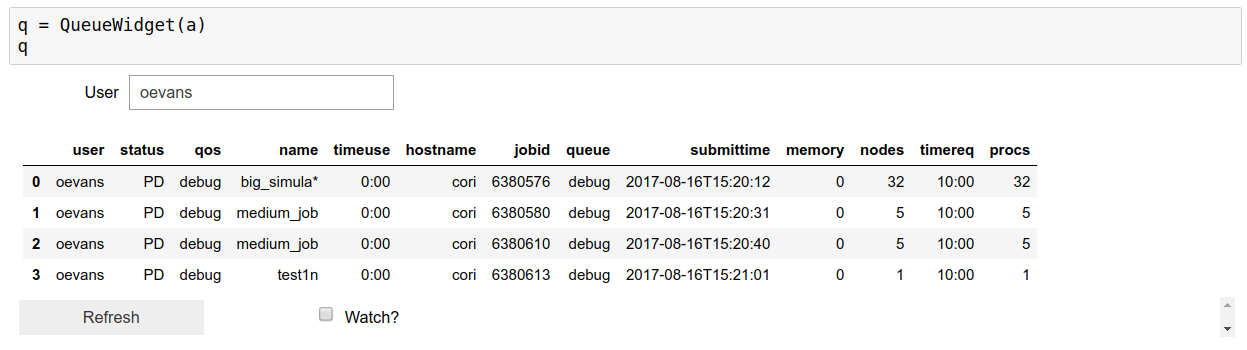 q = QueueWidget(a)
q
User oevans
user status qos name timeuse hostname jobid queue submittime memory nodes timereq procs
0 oevans PD debug big_simula* 0:00 cori 6380576 debug 2017-08-16T15:20:12 0 32 10:00 32
1 oevans PD debug medium_job 0:00 cori 6380580 debug 2017-08-16T15:20:31 0 5 10:00 5
2 oevans PD debug medium_job 0:00 cori 6380610 debug 2017-08-16T15:20:40 0 5 10:00 5
3 oevans PD debug test1n 0:00 cori 6380613 debug 2017-08-16T15:21:01 0 1 10:00 1
Refresh Watch?